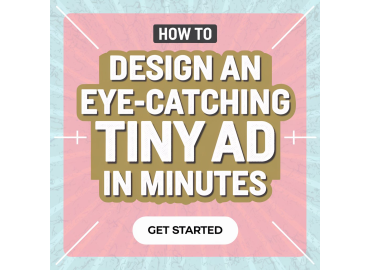 HOW TO
DESIGN AN
EYE-CATCHING
TINY AD
IN MINUTES
GET STARTED